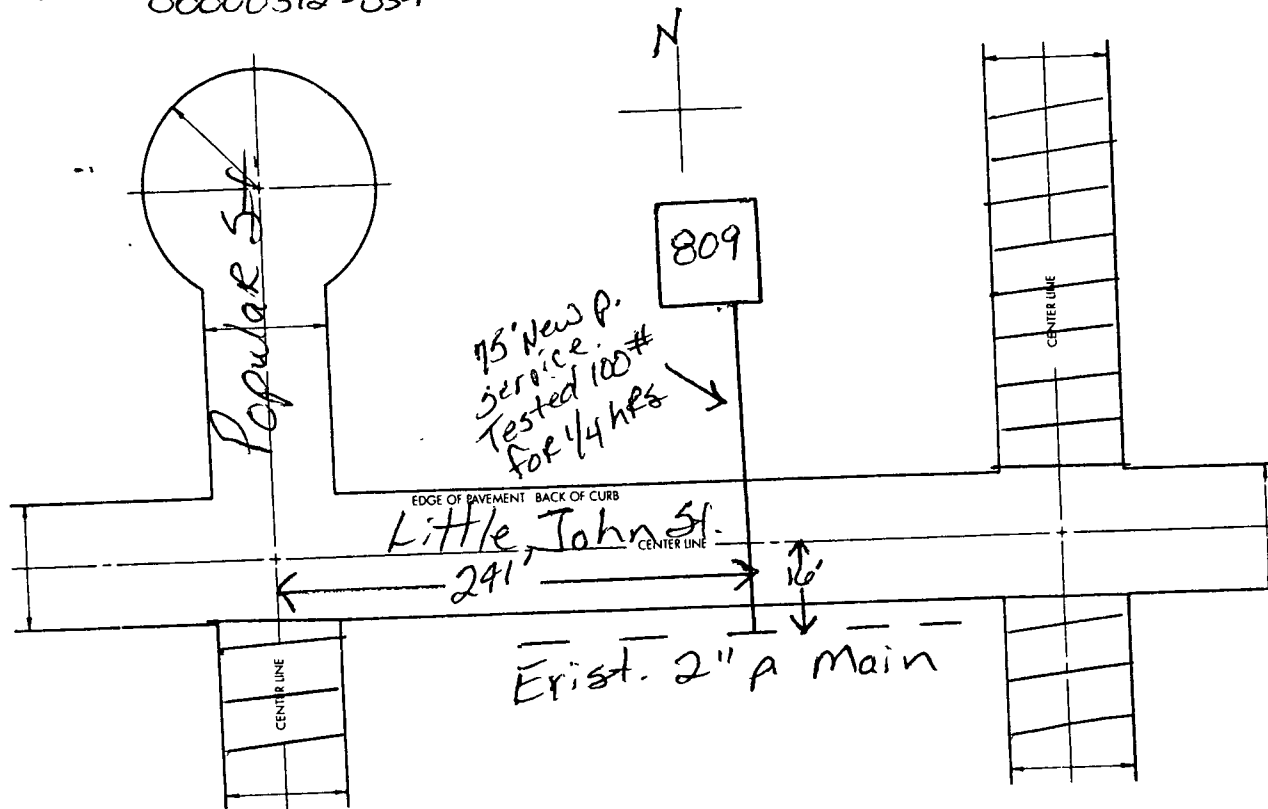 N
Popular St.
809
75' New P.
service.
Tested 100#
for 1/4 hRs
CENTER LINE
EDGE OF PAVEMENT BACK OF CURB
Little John St.
CENTER LINE
241'
16'
Exist. 2" P Main
CENTER LINE